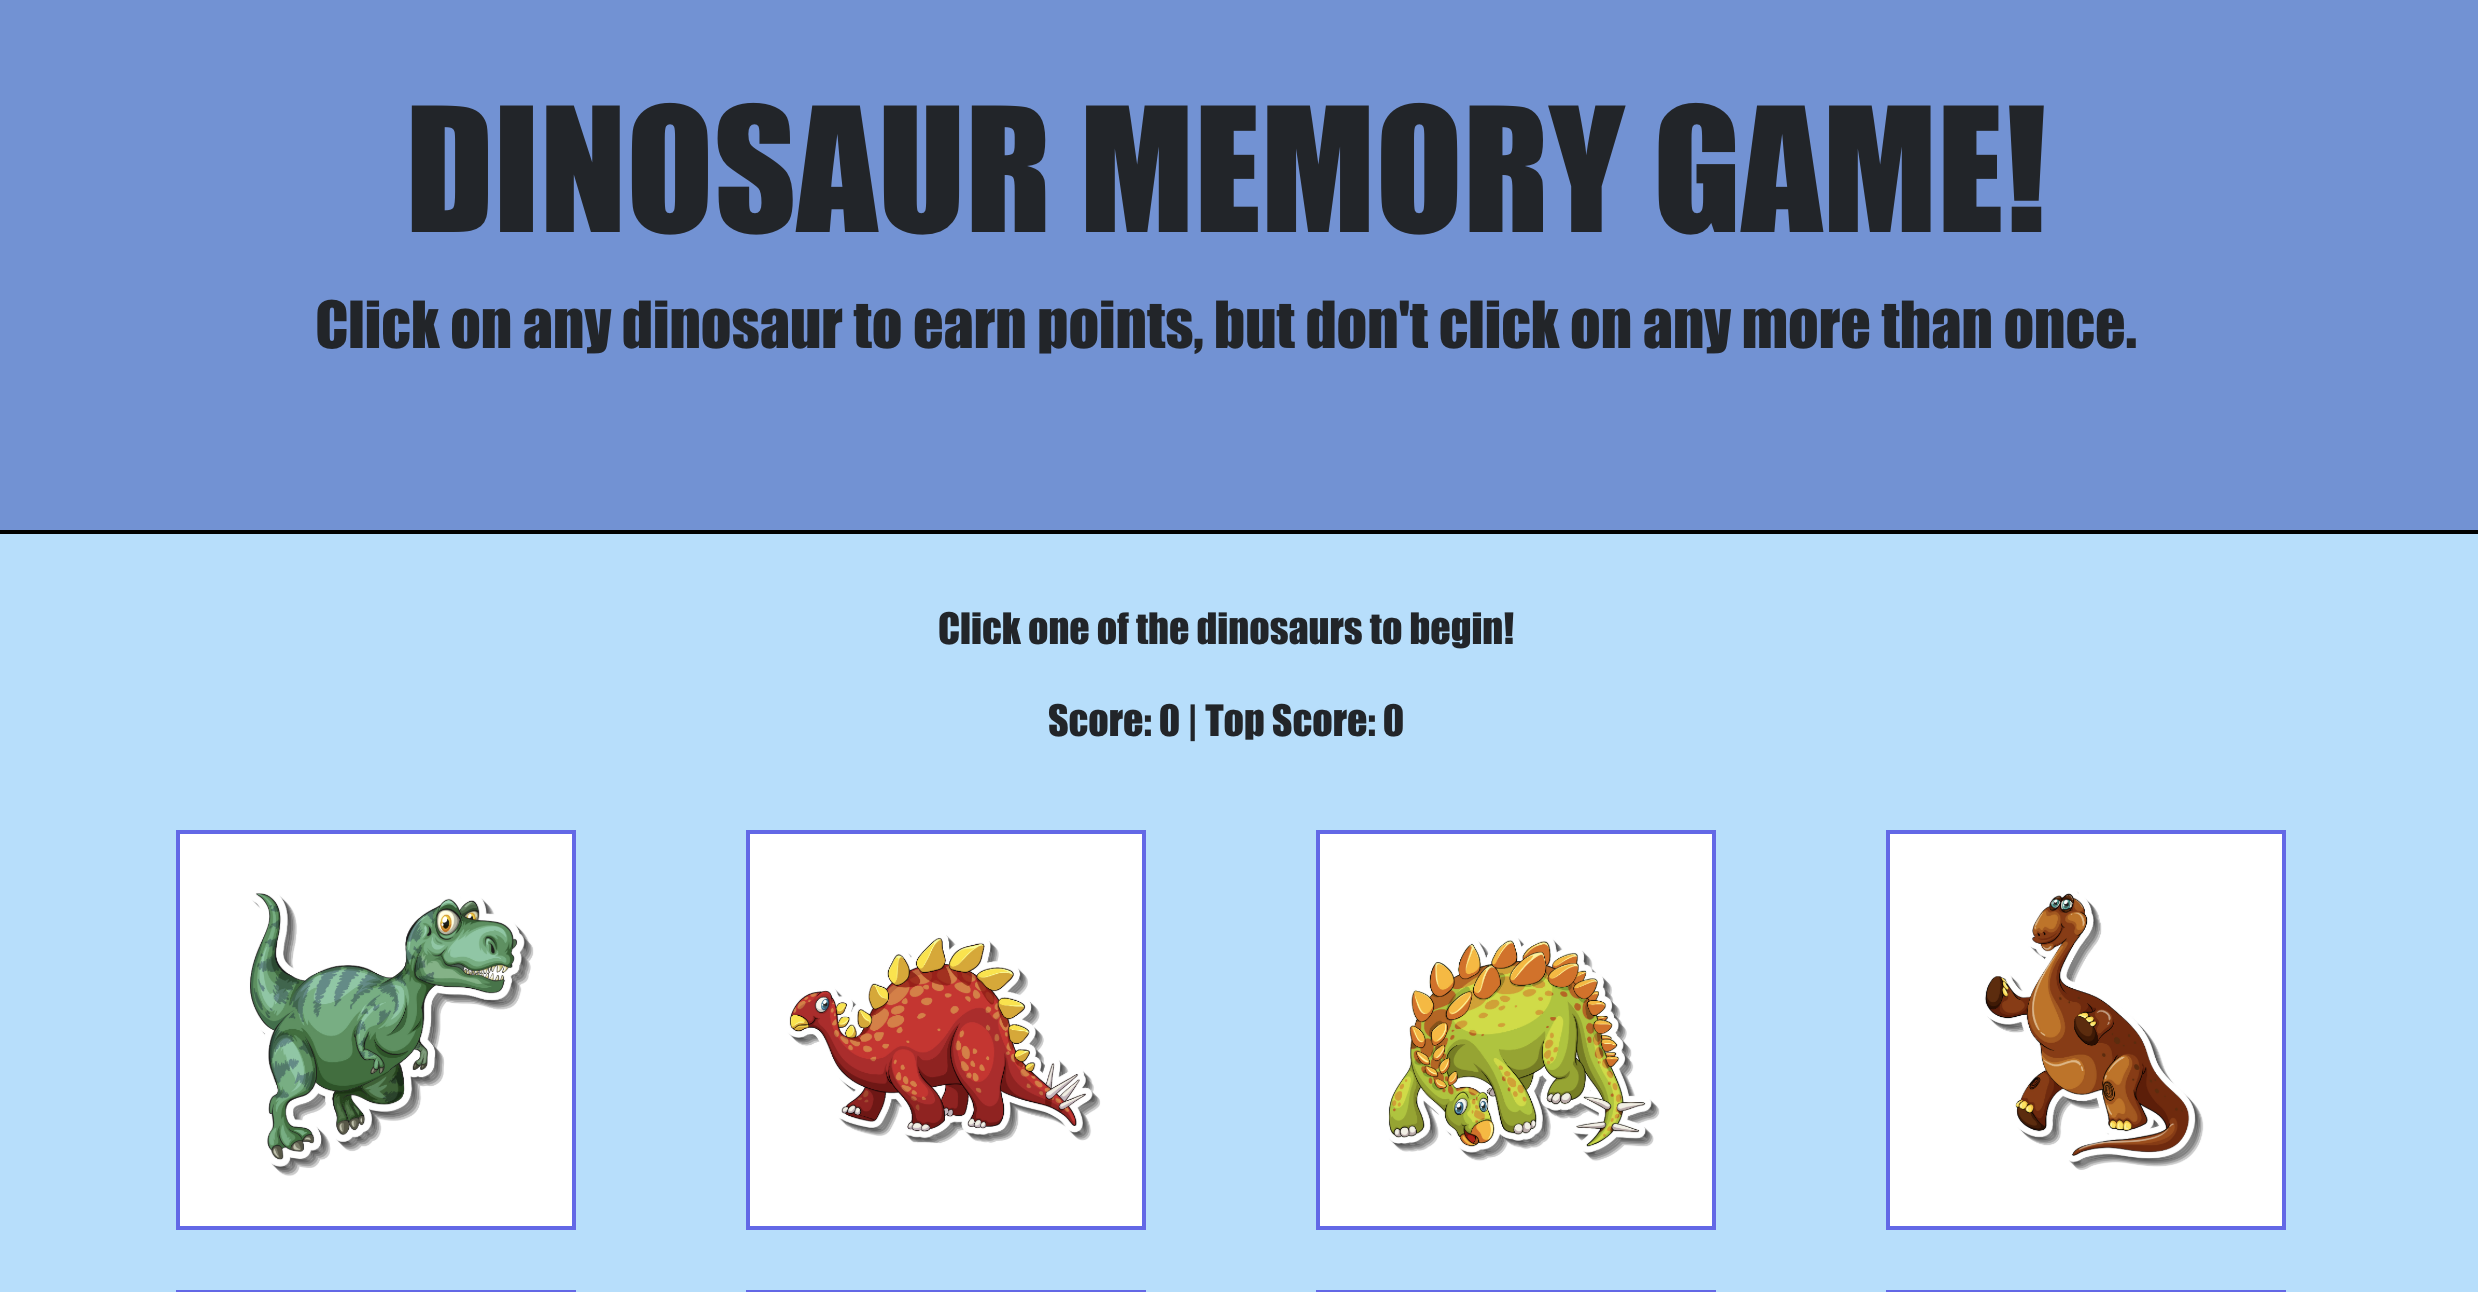 DINOSAUR MEMORY GAME!
Click on any dinosaur to earn points, but don't click on any more than once.
Click one of the dinosaurs to begin!
Score: 0 | Top Score: 0